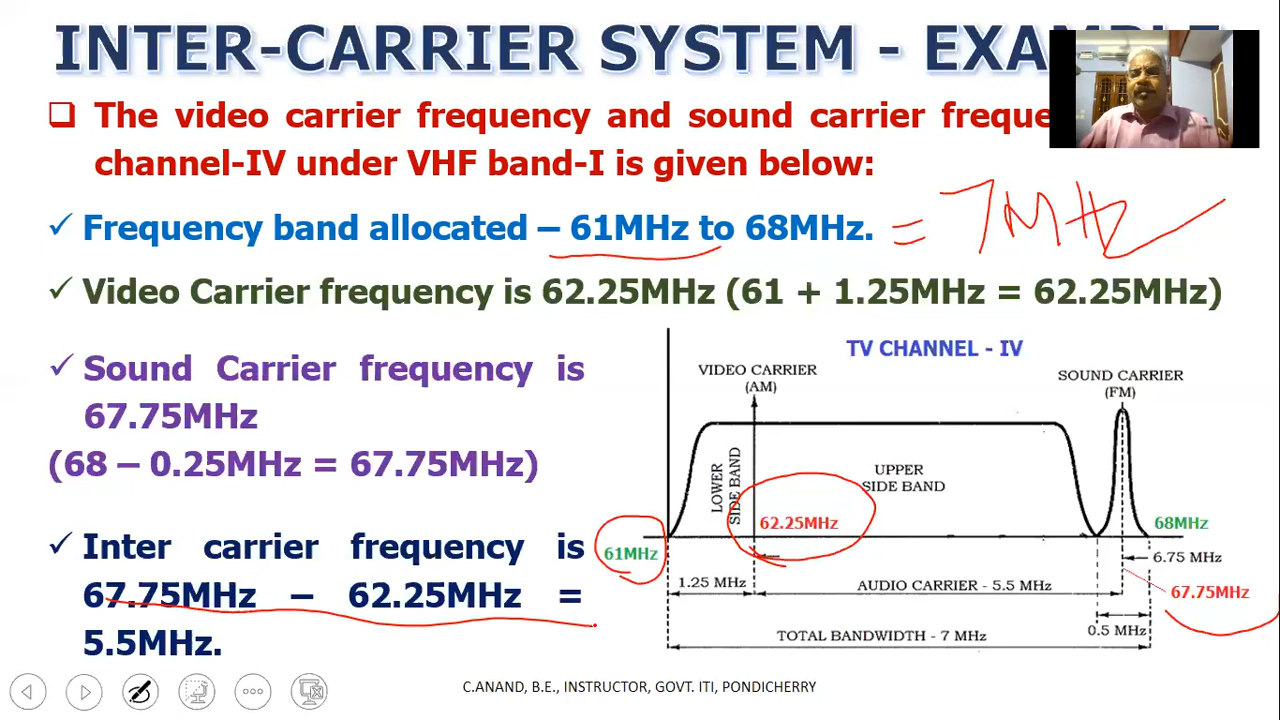 INTER-CARRIER SYSTEM - EXAMPLE
❑ The video carrier frequency and sound carrier
channel-IV under VHF band-I is given below:
✓ Frequency band allocated – 61MHz to 68MHz. = 7MHz
✓ Video Carrier frequency is 62.25MHz (61 + 1.25MHz = 62.25MHz)
✓ Sound Carrier frequency is
67.75MHz
(68 – 0.25MHz = 67.75MHz)
✓ Inter carrier frequency is
67.75MHz – 62.25MHz =
5.5MHz.
TV CHANNEL - IV
VIDEO CARRIER
(AM)
SOUND CARRIER
(FM)
LOWER
SIDE BAND
UPPER
SIDE BAND
62.25MHz
68MHz
61MHz
6.75 MHz
1.25 MHz
AUDIO CARRIER - 5.5 MHz
67.75MHz
0.5 MHz
TOTAL BANDWIDTH - 7 MHz
C.ANAND, B.E., INSTRUCTOR, GOVT. ITI, PONDICHERRY